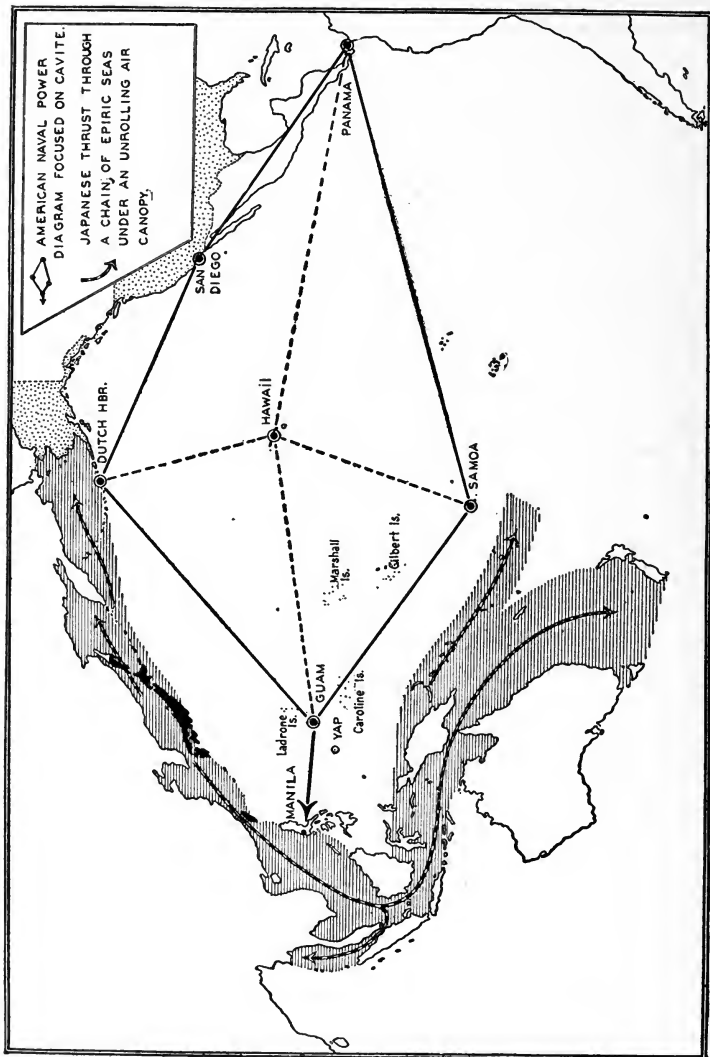 AMERICAN NAVAL POWER
DIAGRAM FOCUSED ON CAVITE.
JAPANESE THRUST THROUGH
A CHAIN OF EPIRIC SEAS
UNDER AN UNROLLING AIR
CANOPY.
DUTCH HBR.
SAN
DIEGO
PANAMA
HAWAII
MANILA
Ladrone
Is.
GUAM
YAP
Caroline Is.
Marshall
Is.
Gilbert Is.
SAMOA